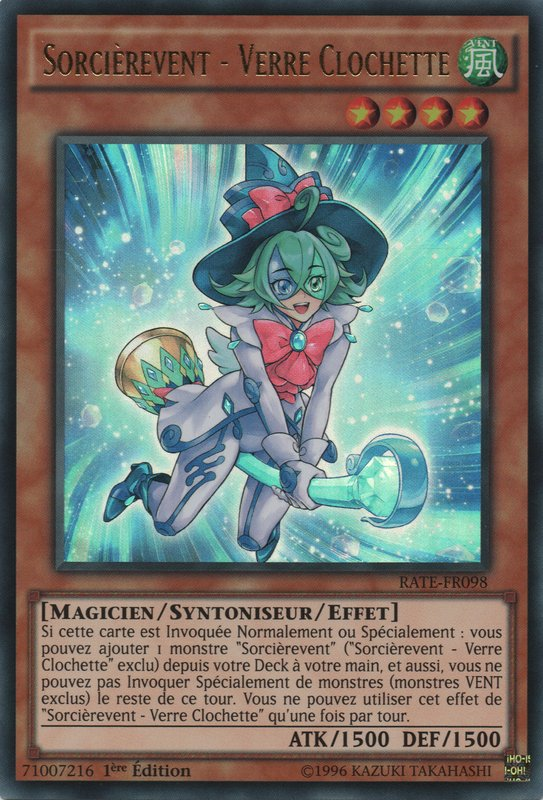 Sorcièrevent - Verre Clochette
VENT
風
RATE-FR098
[Magicien/Syntoniseur/Effet]
Si cette carte est Invoquée Normalement ou Spécialement : vous
pouvez ajouter 1 monstre "Sorcièrevent" ("Sorcièrevent - Verre
Clochette" exclu) depuis votre Deck à votre main, et aussi, vous ne
pouvez pas Invoquer Spécialement de monstres (monstres VENT
exclus) le reste de ce tour. Vous ne pouvez utiliser cet effet de
"Sorcièrevent - Verre Clochette" qu'une fois par tour.
ATK/1500 DEF/1500
71007216 1ère Édition ©1996 KAZUKI TAKAHASHI